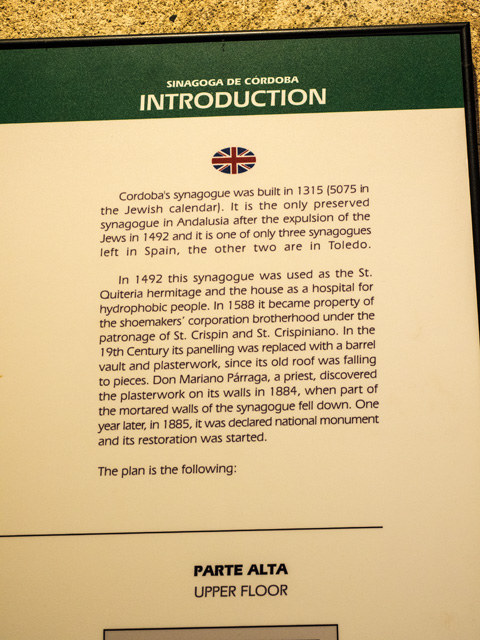 SINAGOGA DE CÓRDOBA
INTRODUCTION
Cordoba's synagogue was built in 1315 (5075 in
the Jewish calendar). It is the only preserved
synagogue in Andalusia after the expulsion of the
Jews in 1492 and it is one of only three synagogues
left in Spain, the other two are in Toledo.
In 1492 this synagogue was used as the St.
Quiteria hermitage and the house as a hospital for
hydrophobic people. In 1588 it became property of
the shoemakers' corporation brotherhood under the
patronage of St. Crispin and St. Crispiniano. In the
19th Century its panelling was replaced with a barrel
vault and plasterwork, since its old roof was falling
to pieces. Don Mariano Párraga, a priest, discovered
the plasterwork on its walls in 1884, when part of
the mortared walls of the synagogue fell down. One
year later, in 1885, it was declared national monument
and its restoration was started.
The plan is the following:
PARTE ALTA
UPPER FLOOR